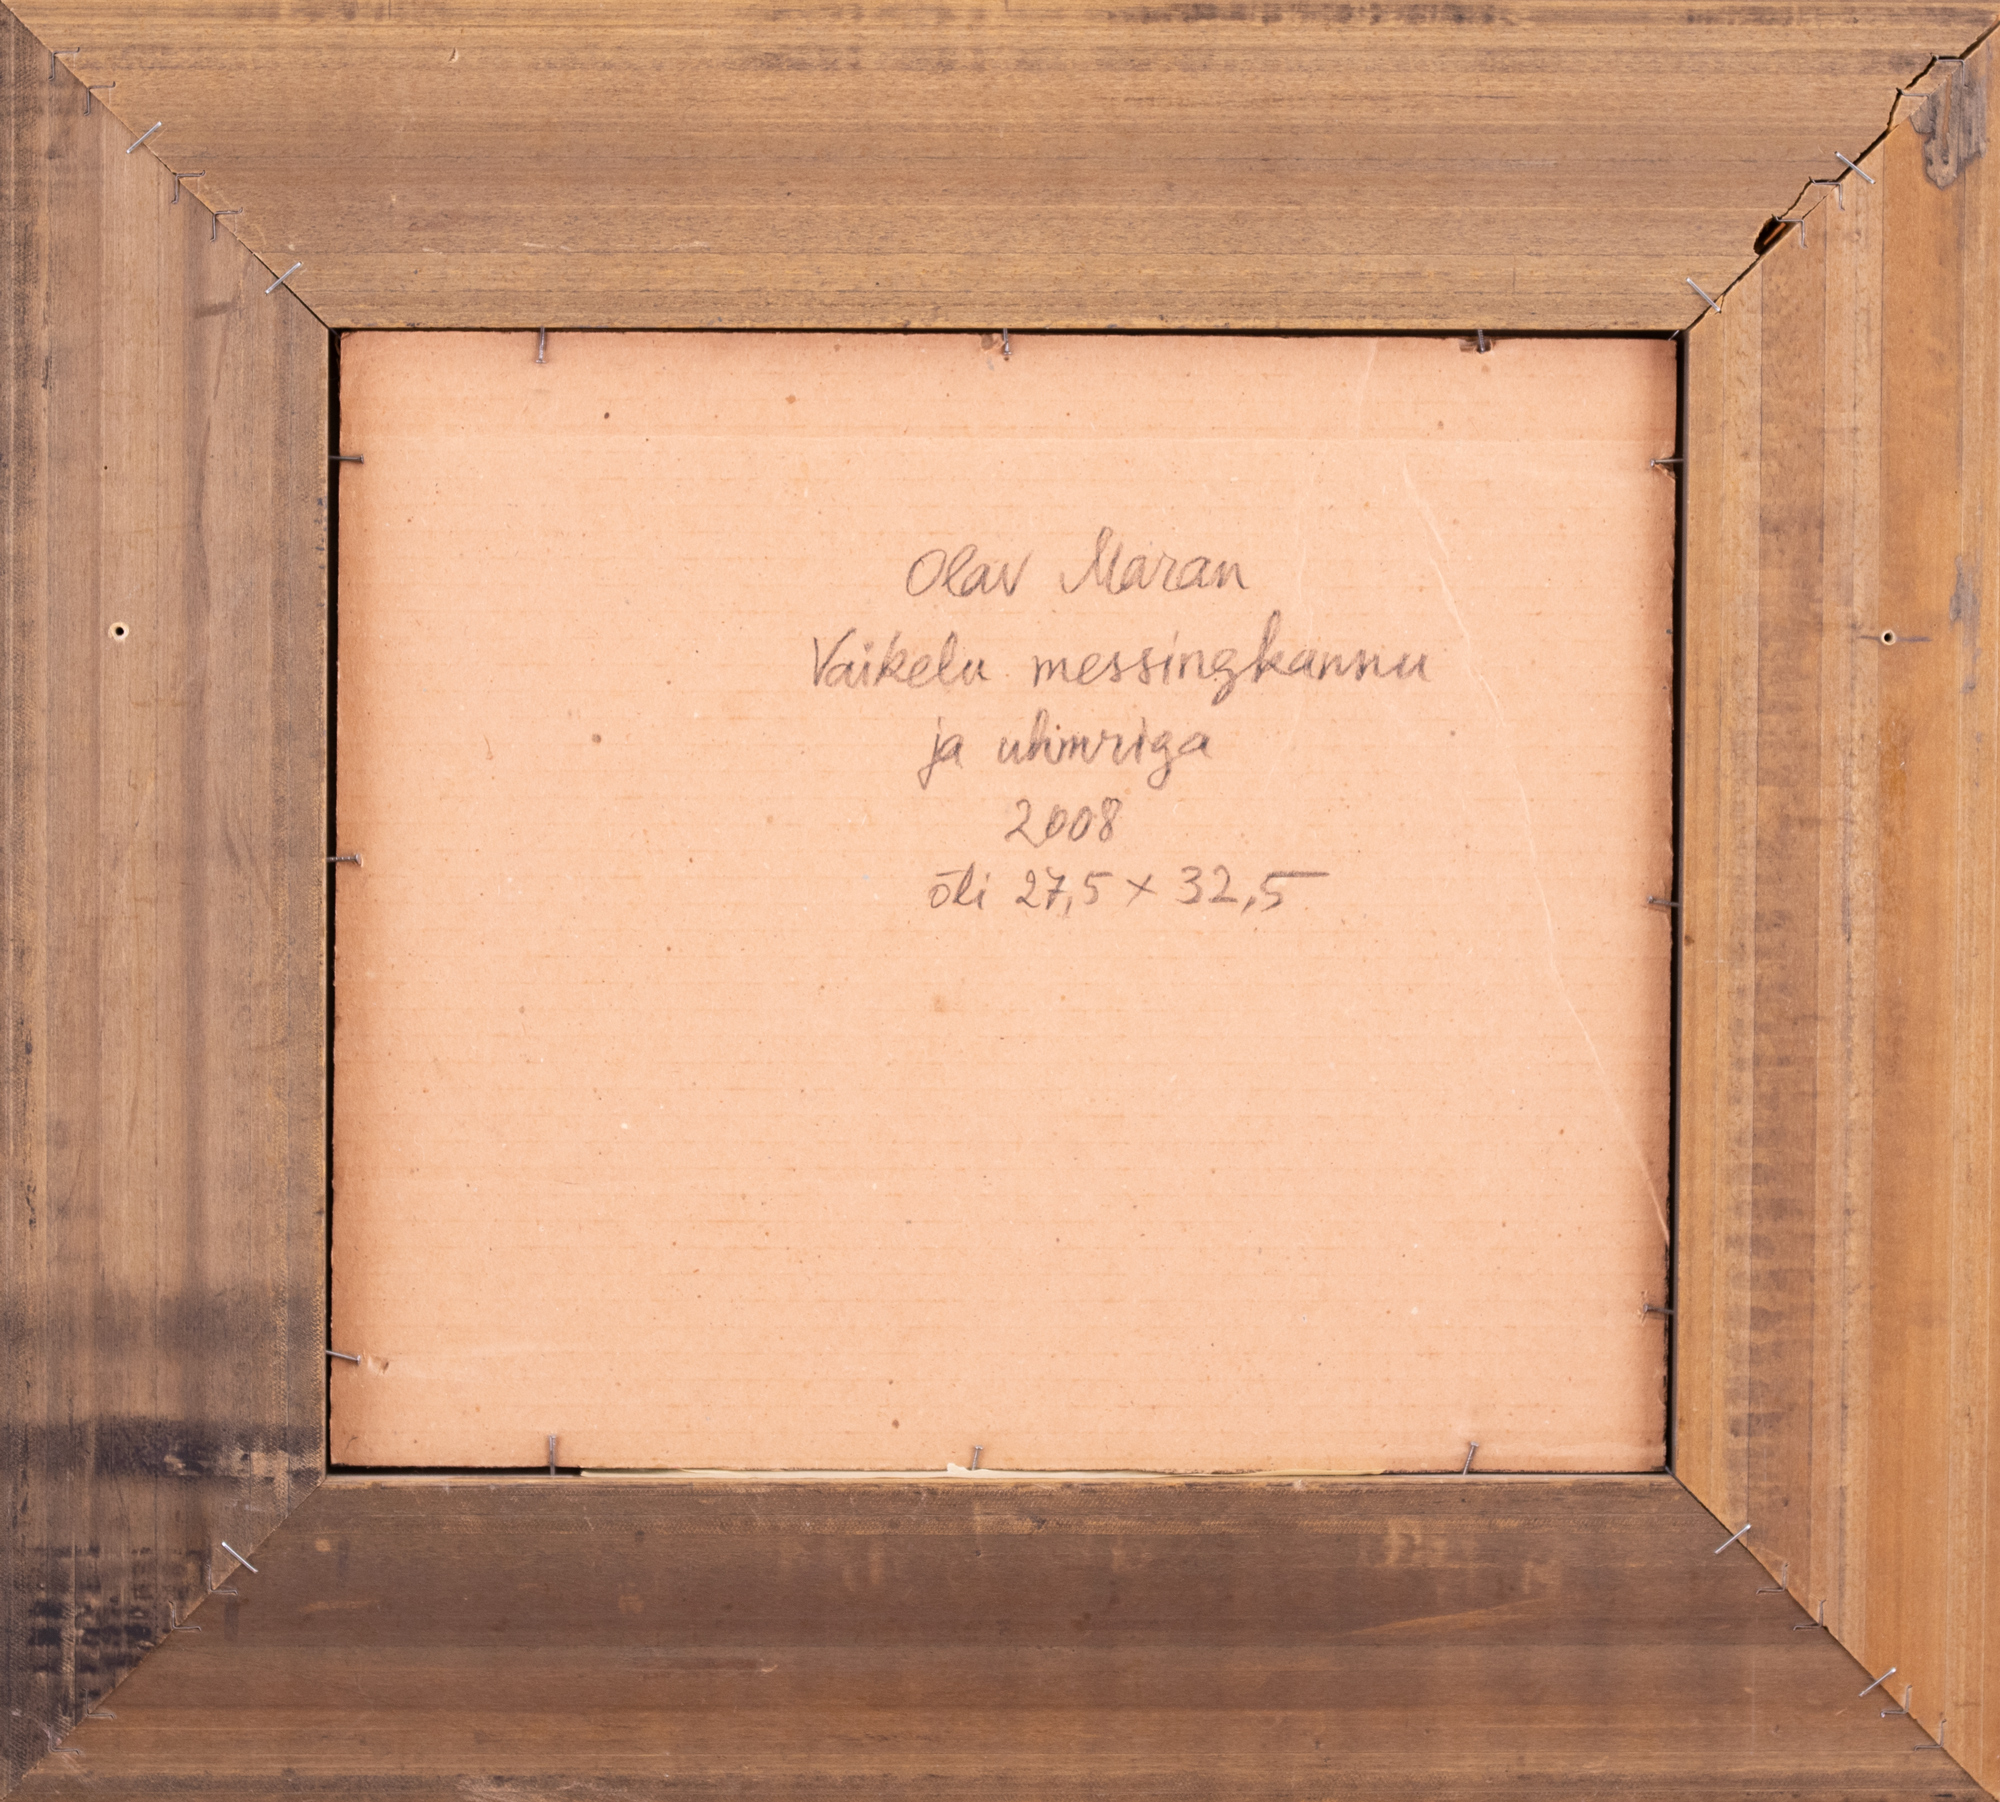 Olav Maran
Vaikelu messingkannu
ja uhmriga
2008
õli 27,5 x 32,5